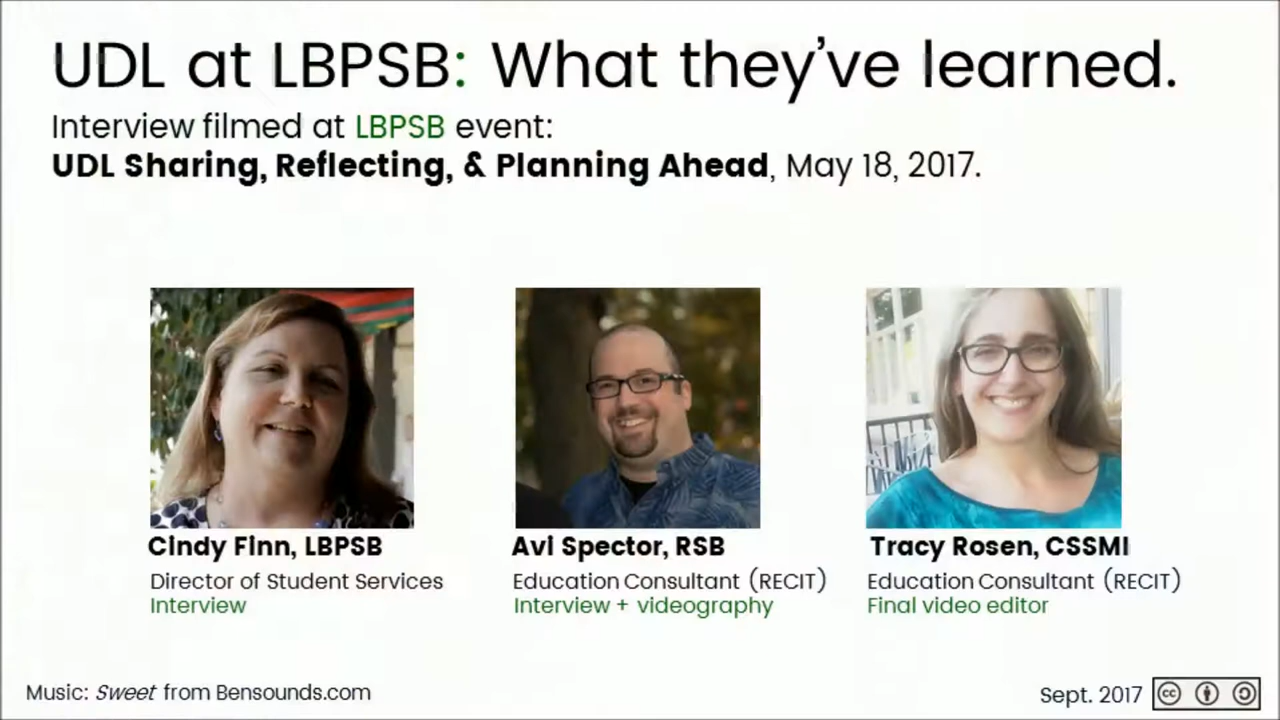 UDL at LBPSB: What they've learned.
Interview filmed at LBPSB event:
UDL Sharing, Reflecting, & Planning Ahead, May 18, 2017.
Cindy Finn, LBPSB
Director of Student Services
Interview
Avi Spector, RSB
Education Consultant (RECIT)
Interview + videography
Tracy Rosen, CSSMI
Education Consultant (RECIT)
Final video editor
Music: Sweet from Bensounds.com
Sept. 2017